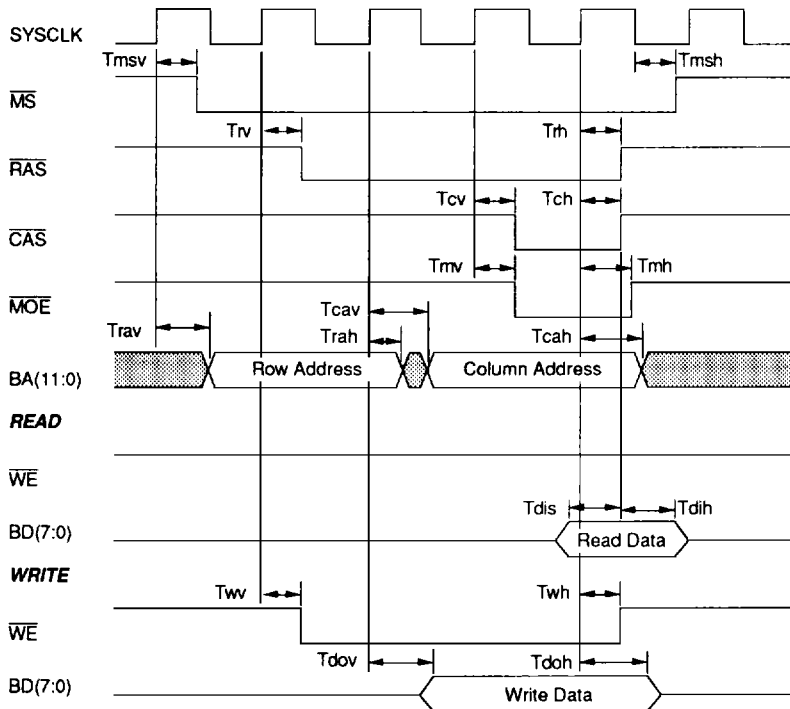 SYSCLK
Tmsv Tmsh
MS
Trv Trh
RAS
Tcv Tch
CAS
Tmv Tmh
MOE
Tcav
Trav Trah Tcah
BA(11:0) Row Address Column Address
READ
WE
Tdis Tdih
BD(7:0) Read Data
WRITE
Twv Twh
WE
Tdov Tdoh
BD(7:0) Write Data